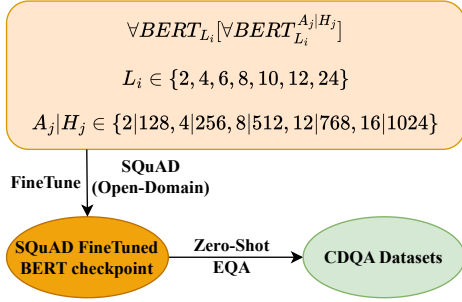 ∀BERT_{L_i}[∀BERT_{L_i}^{A_j|H_j}]
L_i ∈ {2, 4, 6, 8, 10, 12, 24}
A_j|H_j ∈ {2|128, 4|256, 8|512, 12|768, 16|1024}
FineTune
SQuAD
(Open-Domain)
SQuAD FineTuned
BERT checkpoint
Zero-Shot
EQA
CDQA Datasets